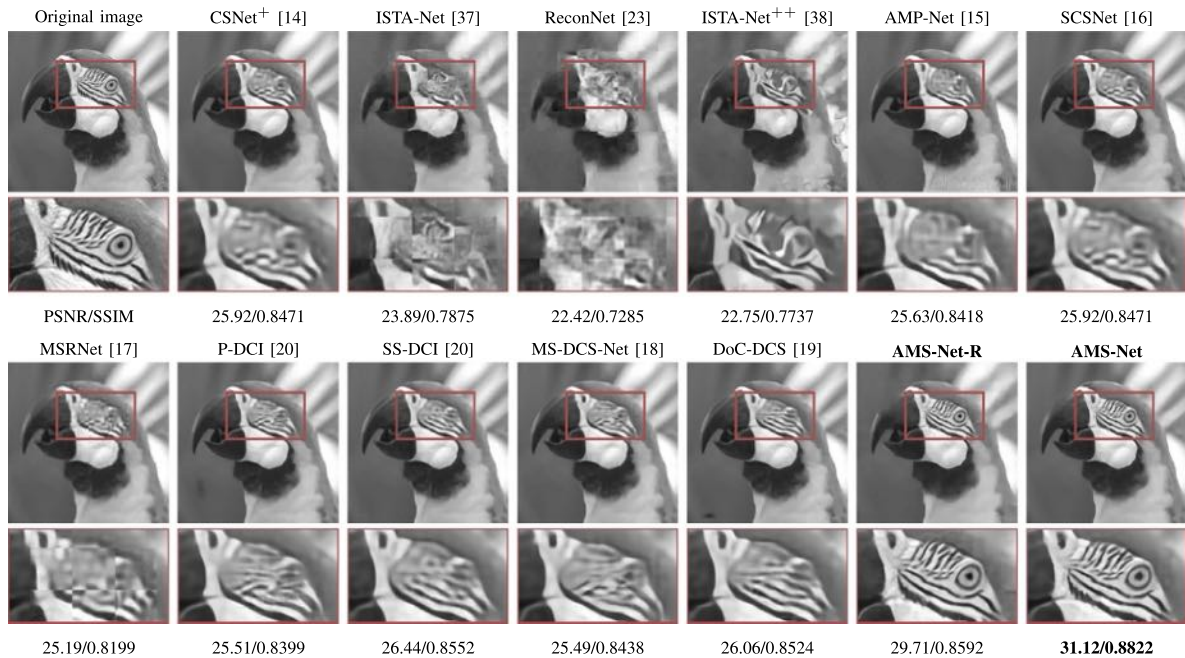 Original image CSNet⁺ [14] ISTA-Net [37] ReconNet [23] ISTA-Net⁺⁺ [38] AMP-Net [15] SCSNet [16]
PSNR/SSIM 25.92/0.8471 23.89/0.7875 22.42/0.7285 22.75/0.7737 25.63/0.8418 25.92/0.8471
MSRNet [17] P-DCI [20] SS-DCI [20] MS-DCS-Net [18] DoC-DCS [19] AMS-Net-R AMS-Net
25.19/0.8199 25.51/0.8399 26.44/0.8552 25.49/0.8438 26.06/0.8524 29.71/0.8592 31.12/0.8822